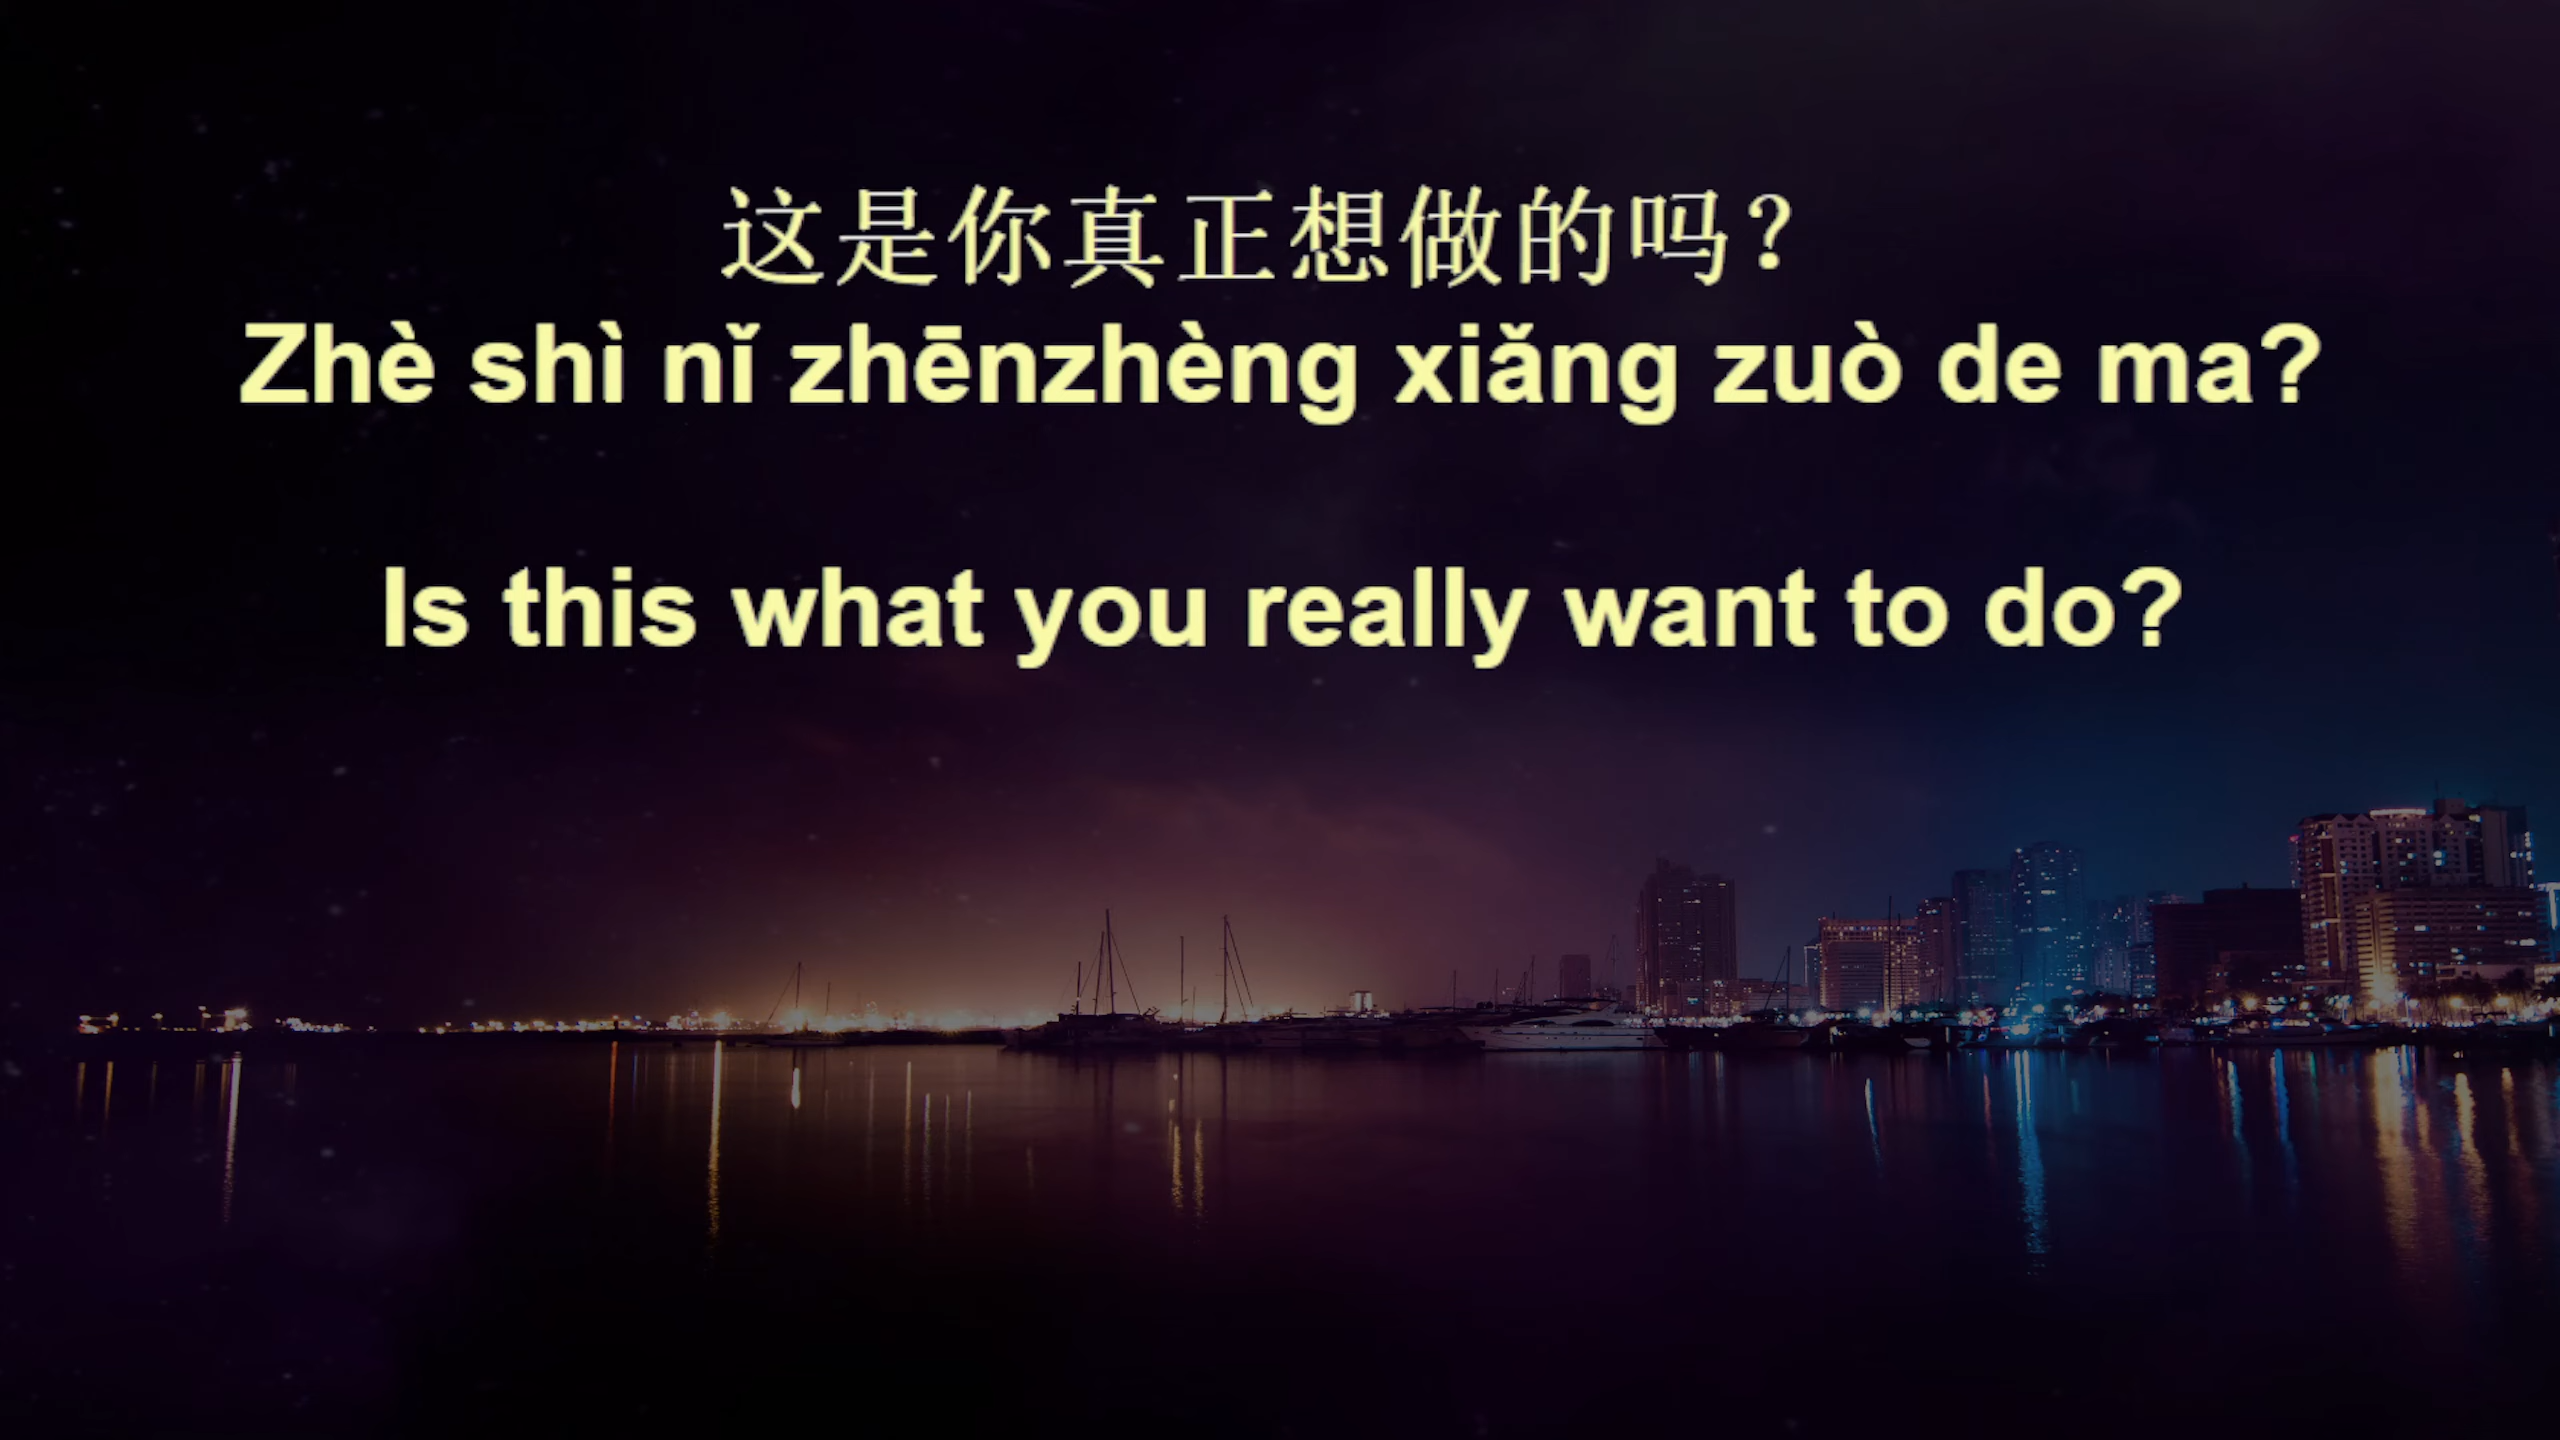 这是你真正想做的吗？
Zhè shì nǐ zhēnzhèng xiǎng zuò de ma?
Is this what you really want to do?